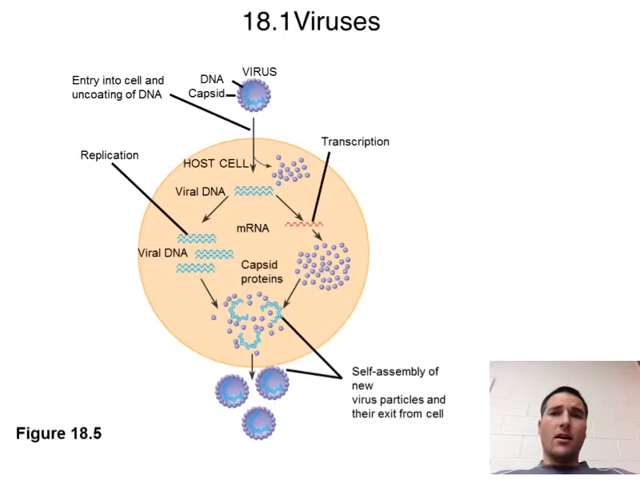 18.1Viruses
VIRUS
DNA
Capsid
Entry into cell and
uncoating of DNA
Transcription
Replication
HOST CELL
Viral DNA
mRNA
Viral DNA
Capsid
proteins
Self-assembly of
new
virus particles and
their exit from cell
Figure 18.5